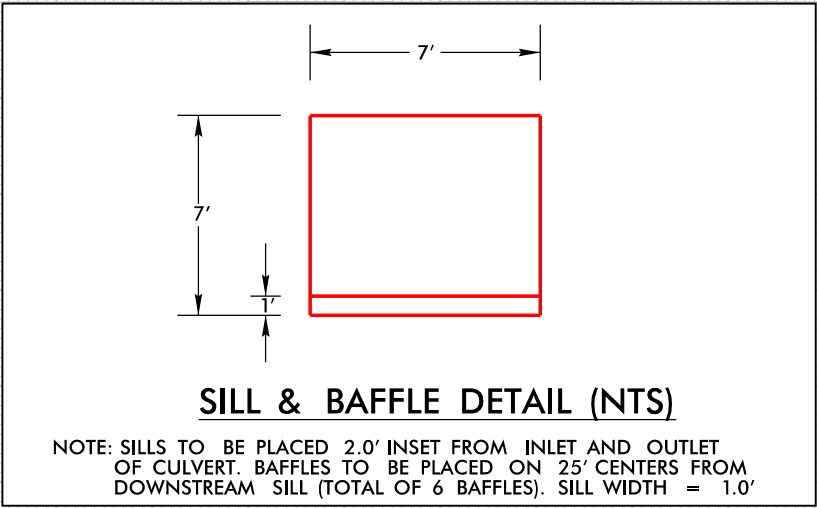 7'
7'
1'
SILL & BAFFLE DETAIL (NTS)
NOTE: SILLS TO BE PLACED 2.0' INSET FROM INLET AND OUTLET
OF CULVERT. BAFFLES TO BE PLACED ON 25' CENTERS FROM
DOWNSTREAM SILL (TOTAL OF 6 BAFFLES). SILL WIDTH = 1.0'